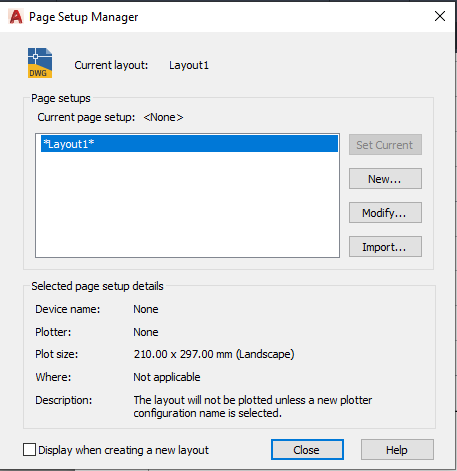 Page Setup Manager
DWG
Current layout: Layout1
Page setups
Current page setup: <None>
*Layout1*
Set Current
New...
Modify...
Import...
Selected page setup details
Device name: None
Plotter: None
Plot size: 210.00 x 297.00 mm (Landscape)
Where: Not applicable
Description: The layout will not be plotted unless a new plotter
configuration name is selected.
Display when creating a new layout
Close
Help